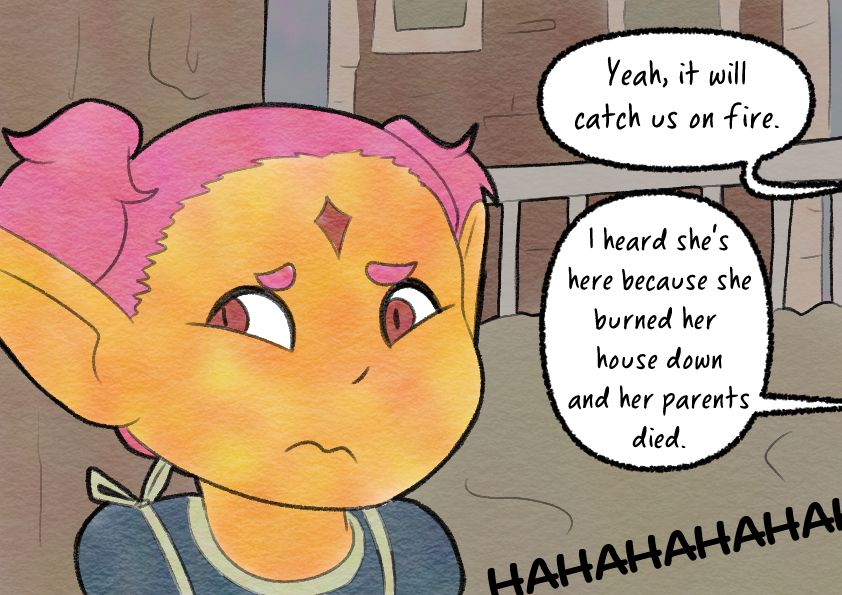 Yeah, it will
catch us on fire.
I heard she's
here because she
burned her
house down
and her parents
died.
HAHAHAHAHAH